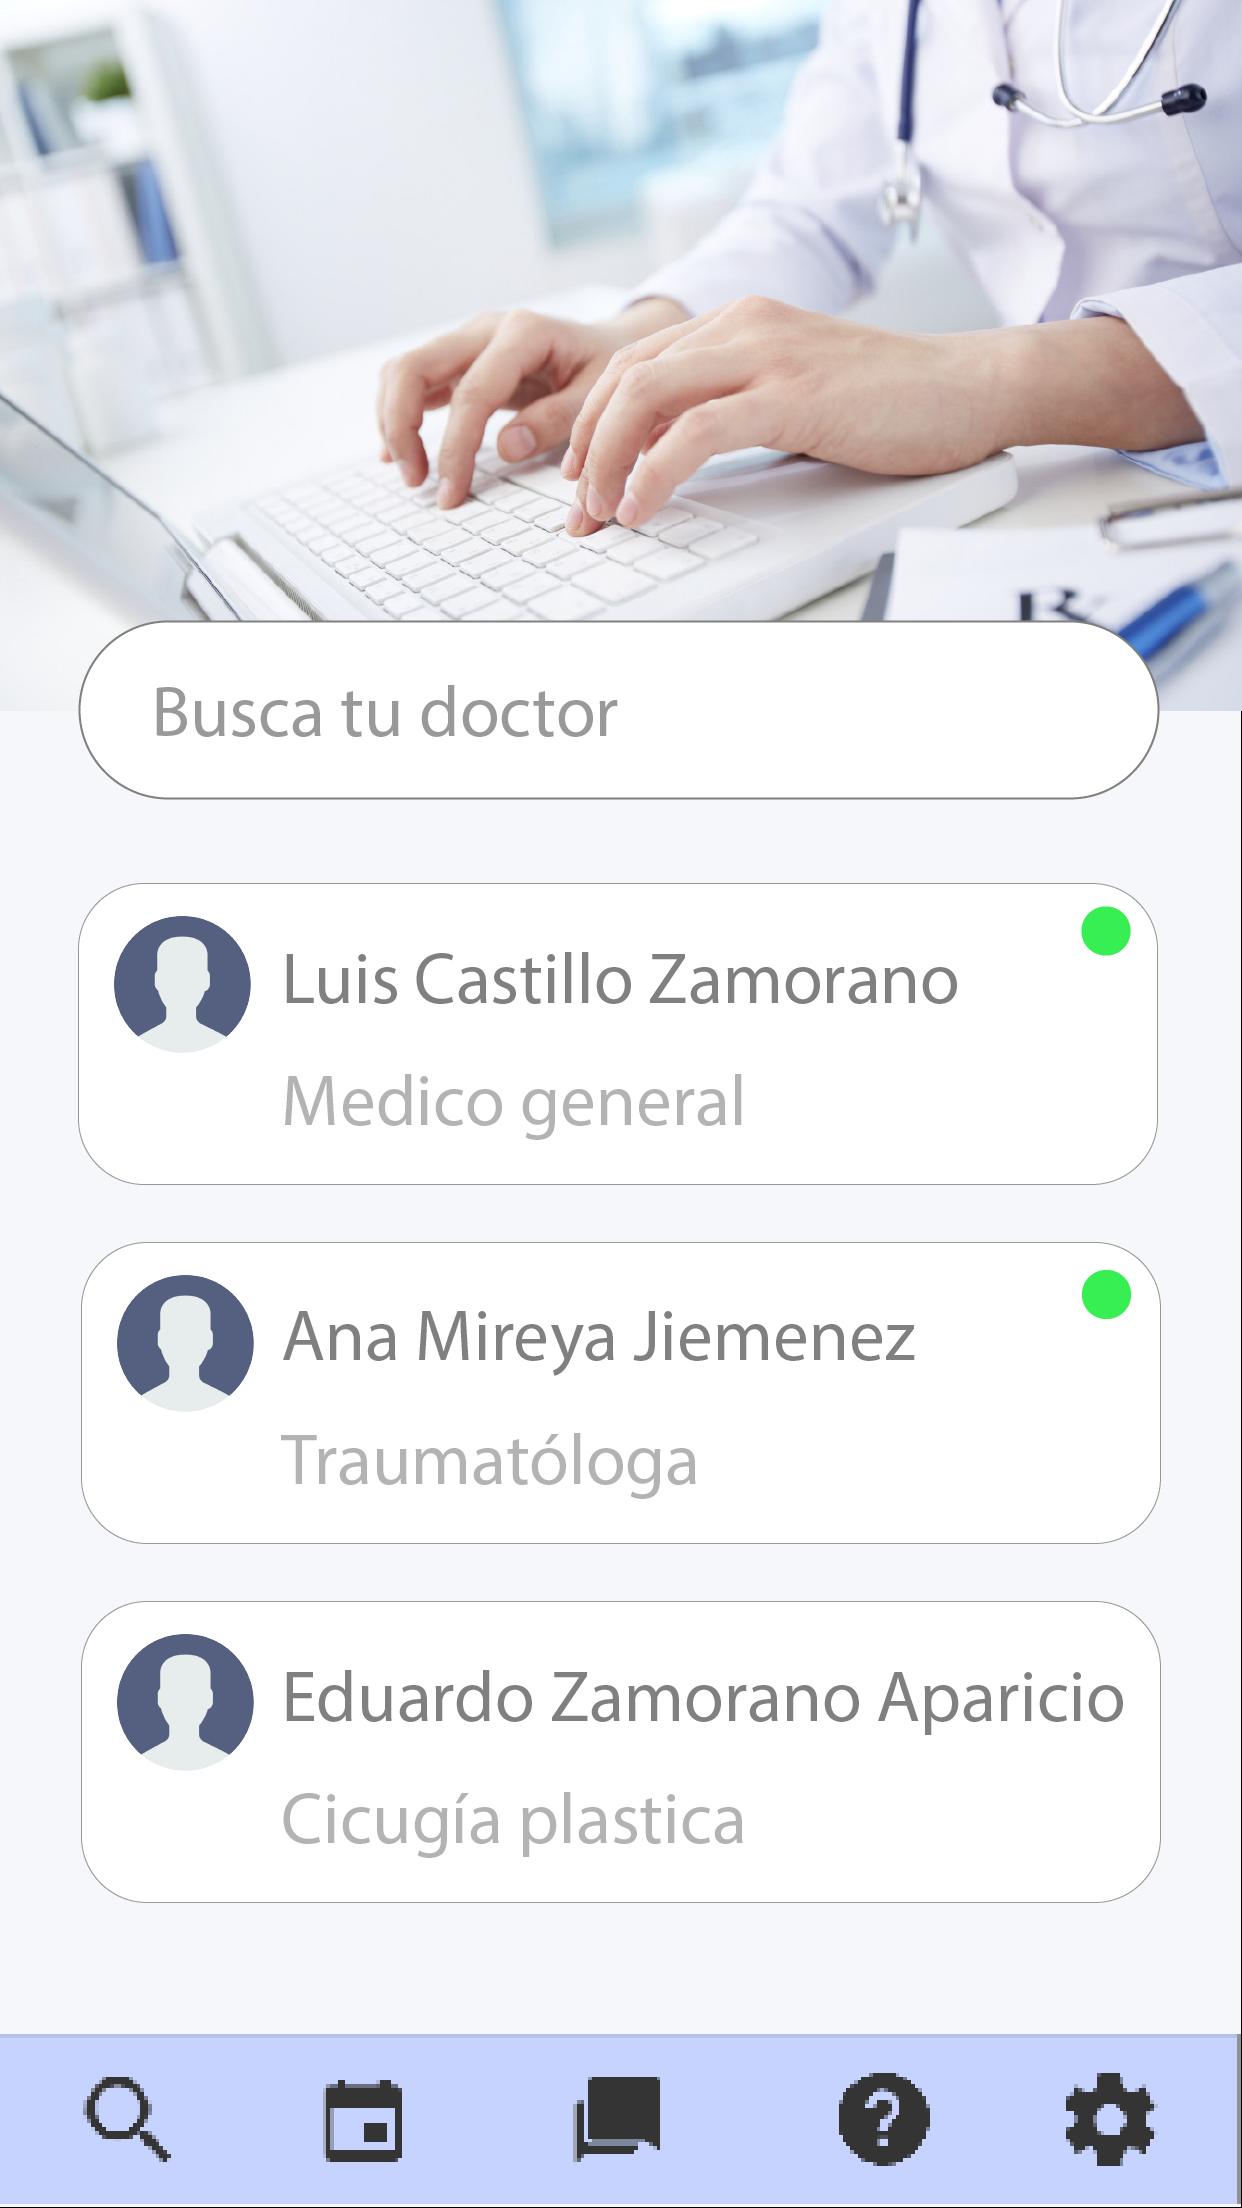 Busca tu doctor
Luis Castillo Zamorano
Medico general
Ana Mireya Jiemenez
Traumatóloga
Eduardo Zamorano Aparicio
Cicugía plastica